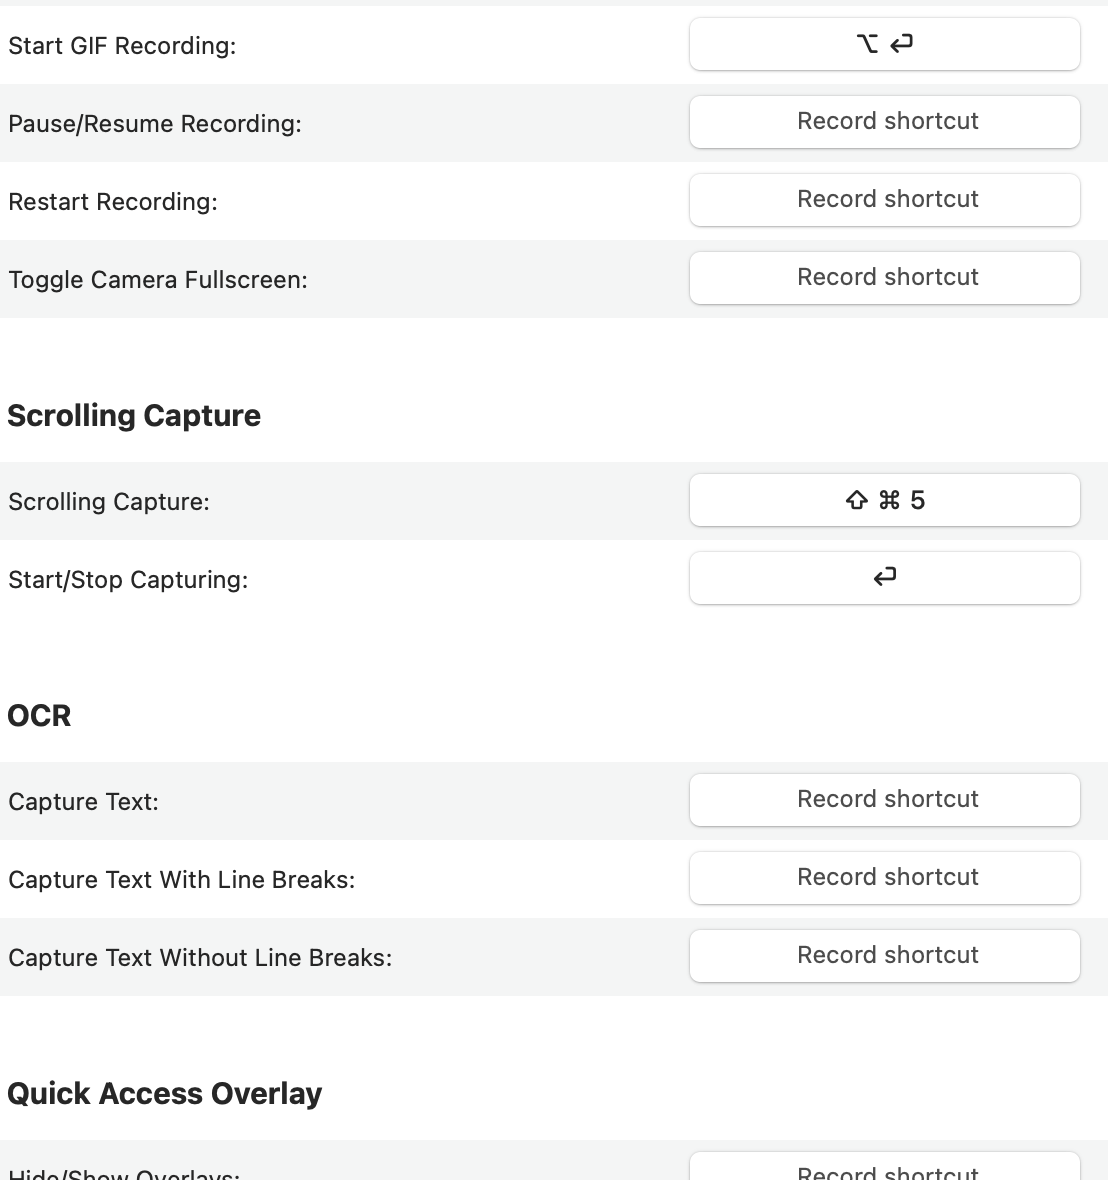 Start GIF Recording: ⌥ ↩
Pause/Resume Recording: Record shortcut
Restart Recording: Record shortcut
Toggle Camera Fullscreen: Record shortcut
Scrolling Capture
Scrolling Capture: ⇧ ⌘ 5
Start/Stop Capturing: ↩
OCR
Capture Text: Record shortcut
Capture Text With Line Breaks: Record shortcut
Capture Text Without Line Breaks: Record shortcut
Quick Access Overlay
Hide/Show Overlays: Record shortcut